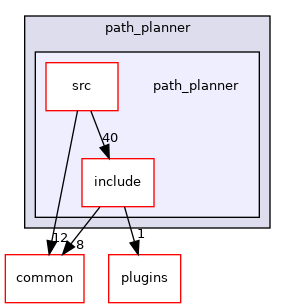 path_planner
src
path_planner
40
include
12
8
1
common
plugins